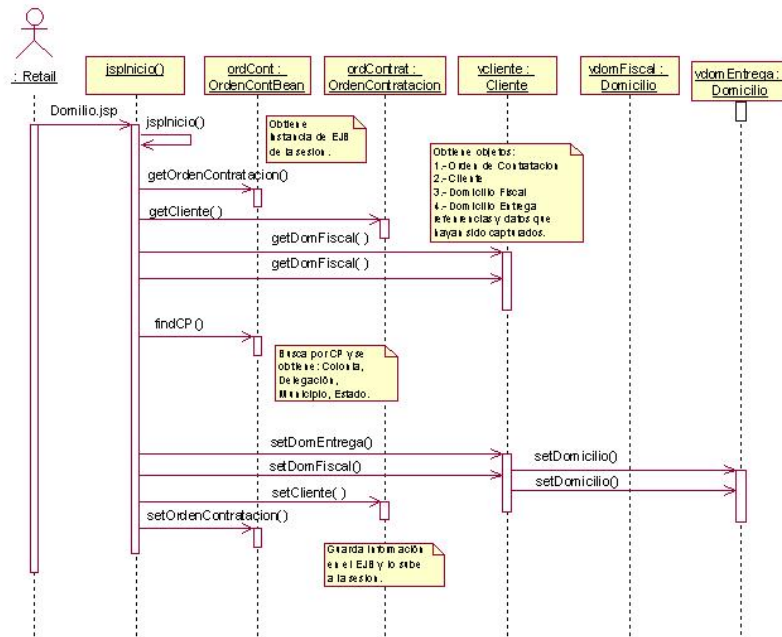 : Retail
jspInicio()
ordCont :
OrdenContBean
ordContrat :
OrdenContratacion
vcliente :
Cliente
vdomFiscal :
Domicilio
vdomEntrega :
Domicilio
Domilio.jsp
jspInicio()
Obtiene
instancia de EJB
de la sesion.
getOrdenContratacion()
getCliente( )
getDomFiscal( )
getDomFiscal( )
Obtiene objetos:
1.- Orden de Contatacion
2.-Cliente
3.- Domicilio Fiscal
4.- Domicilio Entrega
referencias y datos que
hayan sido capturados.
findCP()
Busca por CP y se
obtiene: Colonia,
Delegación,
Municipio, Estado.
setDomEntrega()
setDomFiscal()
setDomicilio()
setDomicilio()
setCliente( )
setOrdenContratacion()
Guarda Información
en el EJB y lo sube
a la sesion.